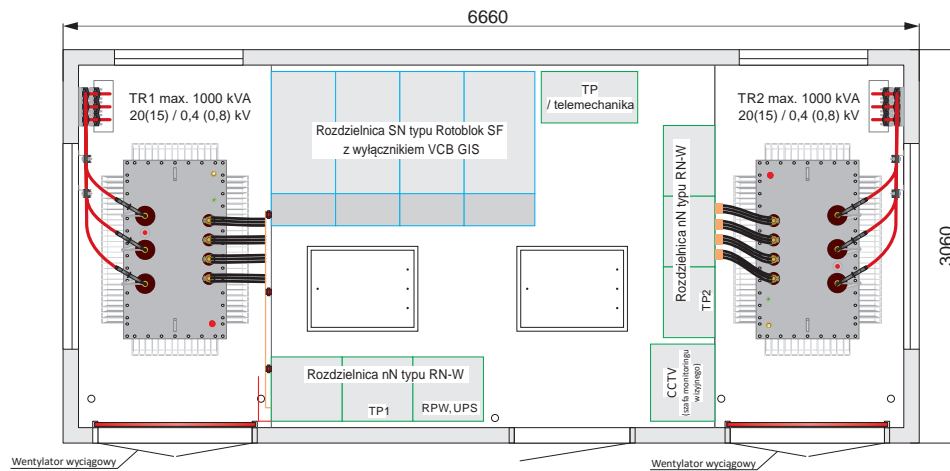 6660
TR1 max. 1000 kVA
20(15) / 0,4 (0,8) kV
Rozdzielnica SN typu Rotoblok SF
z wyłącznikiem VCB GIS
TP
/ telemechanika
TR2 max. 1000 kVA
20(15) / 0,4 (0,8) kV
Rozdzielnica nN typu RN-W
TP2
3060
Rozdzielnica nN typu RN-W
TP1
RPW, UPS
CCTV
(szafa monitoringu
wizyjnego)
Wentylator wyciągowy
Wentylator wyciągowy